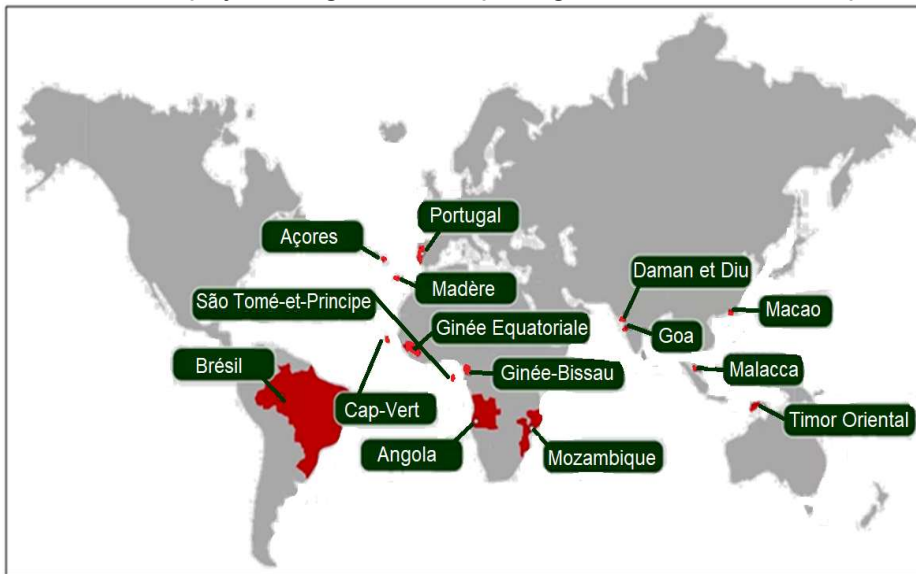 Portugal
Açores
Daman et Diu
Madère
São Tomé-et-Principe
Macao
Ginée Equatoriale
Goa
Brésil
Ginée-Bissau
Malacca
Cap-Vert
Timor Oriental
Angola
Mozambique